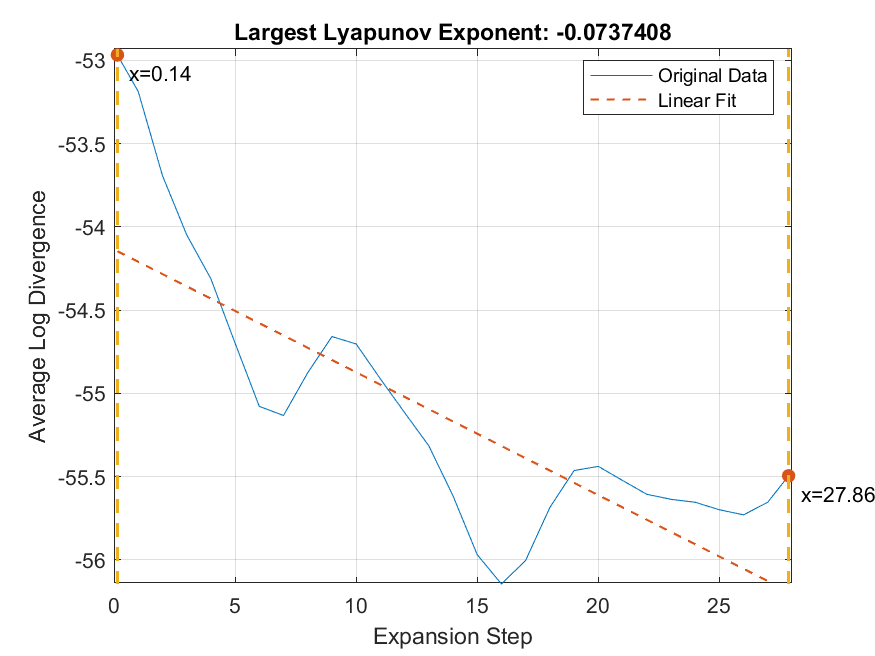 Largest Lyapunov Exponent: -0.0737408
-53
x=0.14
Original Data
Linear Fit
-53.5
-54
-54.5
-55
-55.5
x=27.86
-56
Average Log Divergence
0 5 10 15 20 25
Expansion Step